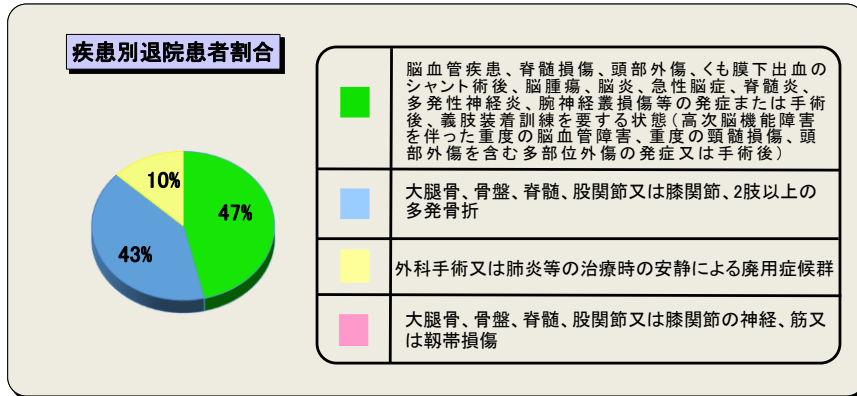 疾患別退院患者割合
脳血管疾患、脊髄損傷、頭部外傷、くも膜下出血の
シャント術後、脳腫瘍、脳炎、急性脳症、脊髄炎、
多発性神経炎、腕神経叢損傷等の発症または手術
後、義肢装着訓練を要する状態（高次脳機能障害
を伴った重度の脳血管障害、重度の頸髄損傷、頭
部外傷を含む多部位外傷の発症又は手術後）
10%
47%
43%
大腿骨、骨盤、脊髄、股関節又は膝関節、2肢以上の
多発骨折
外科手術又は肺炎等の治療時の安静による廃用症候群
大腿骨、骨盤、脊髄、股関節又は膝関節の神経、筋又
は靭帯損傷